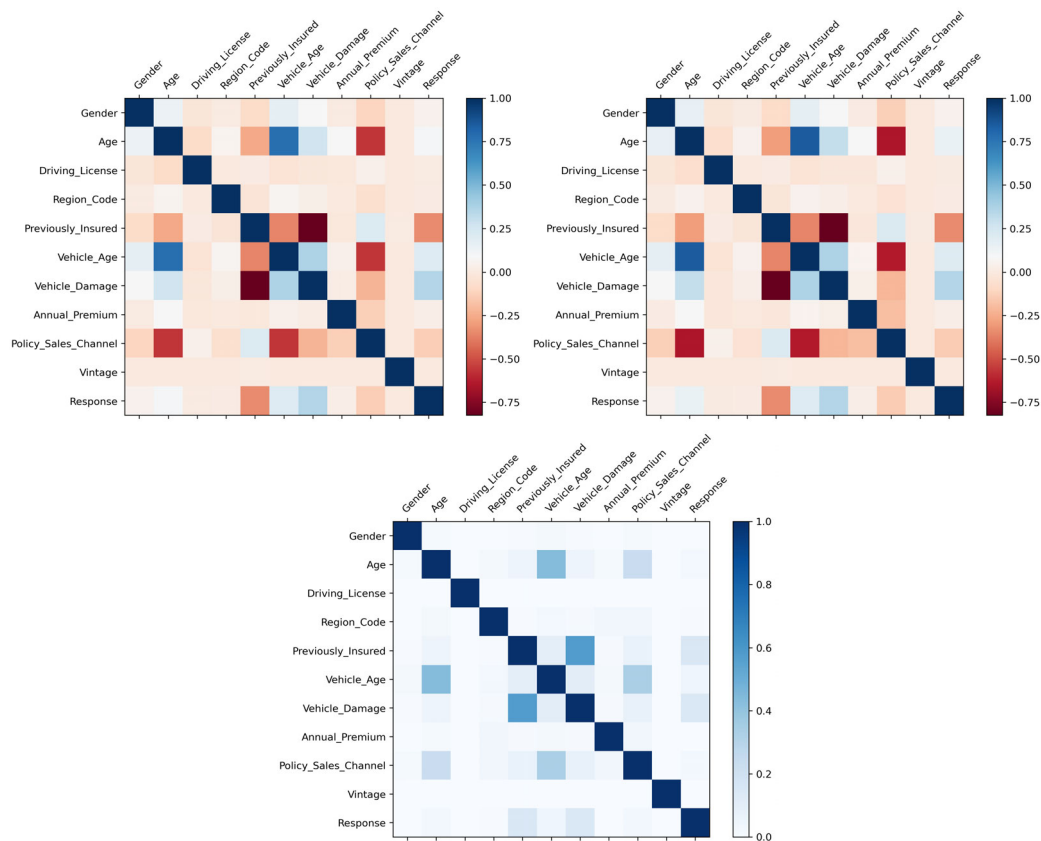 Gender
Age
Driving_License
Region_Code
Previously_Insured
Vehicle_Age
Vehicle_Damage
Annual_Premium
Policy_Sales_Channel
Vintage
Response
Gender
Age
Driving_License
Region_Code
Previously_Insured
Vehicle_Age
Vehicle_Damage
Annual_Premium
Policy_Sales_Channel
Vintage
Response
1.00
0.75
0.50
0.25
0.00
−0.25
−0.50
−0.75
Gender
Age
Driving_License
Region_Code
Previously_Insured
Vehicle_Age
Vehicle_Damage
Annual_Premium
Policy_Sales_Channel
Vintage
Response
Gender
Age
Driving_License
Region_Code
Previously_Insured
Vehicle_Age
Vehicle_Damage
Annual_Premium
Policy_Sales_Channel
Vintage
Response
1.00
0.75
0.50
0.25
0.00
−0.25
−0.50
−0.75
Gender
Age
Driving_License
Region_Code
Previously_Insured
Vehicle_Age
Vehicle_Damage
Annual_Premium
Policy_Sales_Channel
Vintage
Response
Gender
Age
Driving_License
Region_Code
Previously_Insured
Vehicle_Age
Vehicle_Damage
Annual_Premium
Policy_Sales_Channel
Vintage
Response
1.0
0.8
0.6
0.4
0.2
0.0